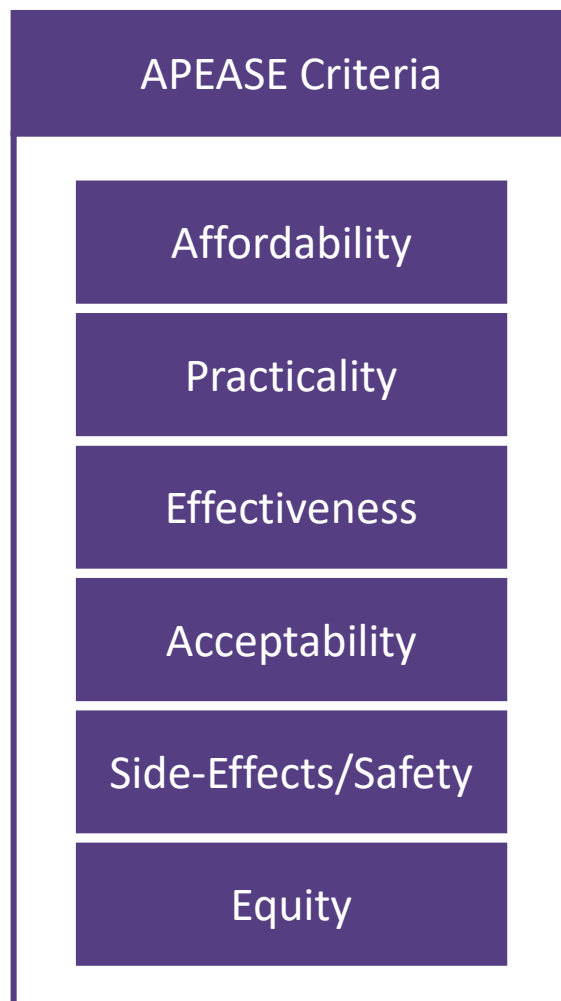 APEASE Criteria
Affordability
Practicality
Effectiveness
Acceptability
Side-Effects/Safety
Equity